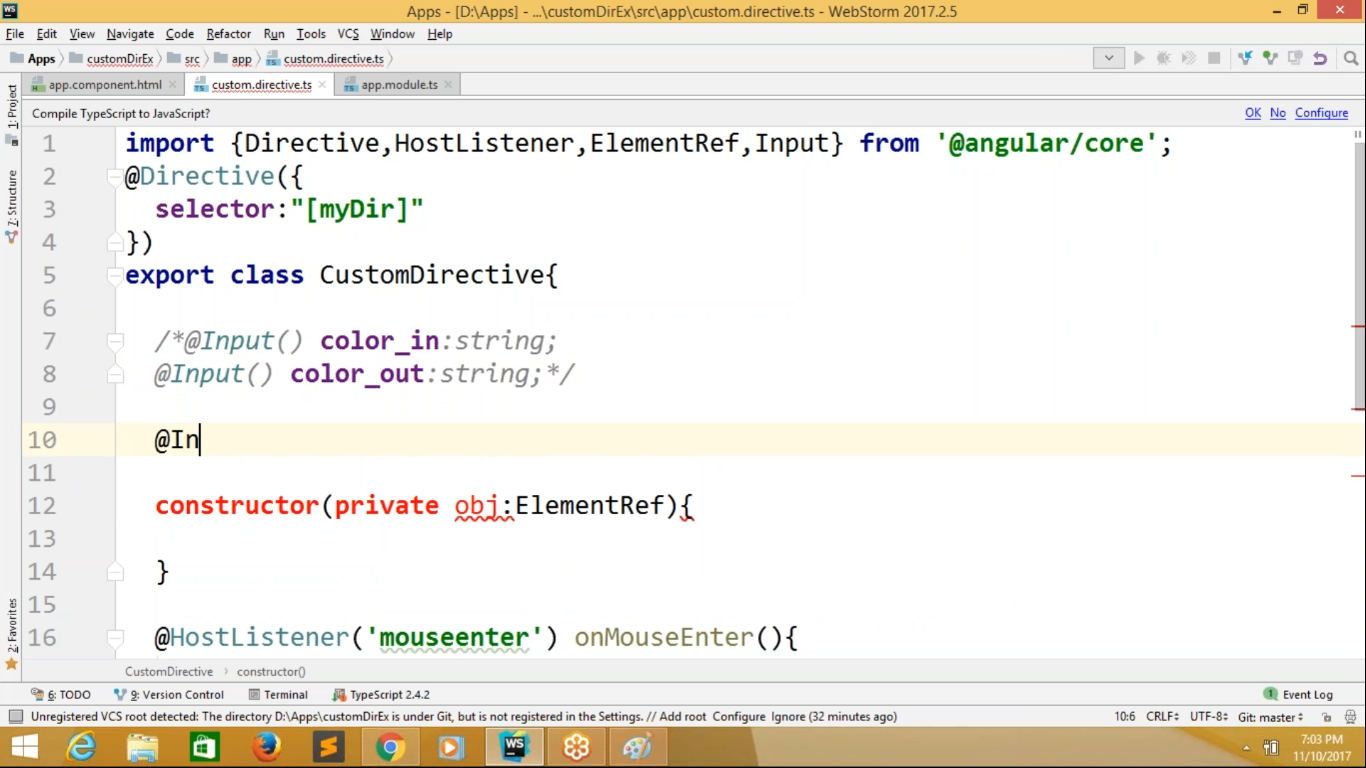 WS
Apps - [D:\Apps] - ...\customDirEx\src\app\custom.directive.ts - WebStorm 2017.2.5
File Edit View Navigate Code Refactor Run Tools VCS Window Help
Apps customDirEx src app custom.directive.ts
app.component.html custom.directive.ts app.module.ts
Compile TypeScript to JavaScript? OK No Configure
1: Project
7: Structure
2: Favorites
1 import {Directive,HostListener,ElementRef,Input} from '@angular/core';
2 @Directive({
3 selector:"[myDir]"
4 })
5 export class CustomDirective{
6
7 /*@Input() color_in:string;
8 @Input() color_out:string;*/
9
10 @In
11
12 constructor(private obj:ElementRef){
13
14 }
15
16 @HostListener('mouseenter') onMouseEnter(){
CustomDirective constructor()
6: TODO 9: Version Control Terminal TypeScript 2.4.2 1 Event Log
Unregistered VCS root detected: The directory D:\Apps\customDirEx is under Git, but is not registered in the Settings. // Add root Configure Ignore (32 minutes ago) 10:6 CRLF UTF-8 Git: master
WS
7:03 PM
11/10/2017